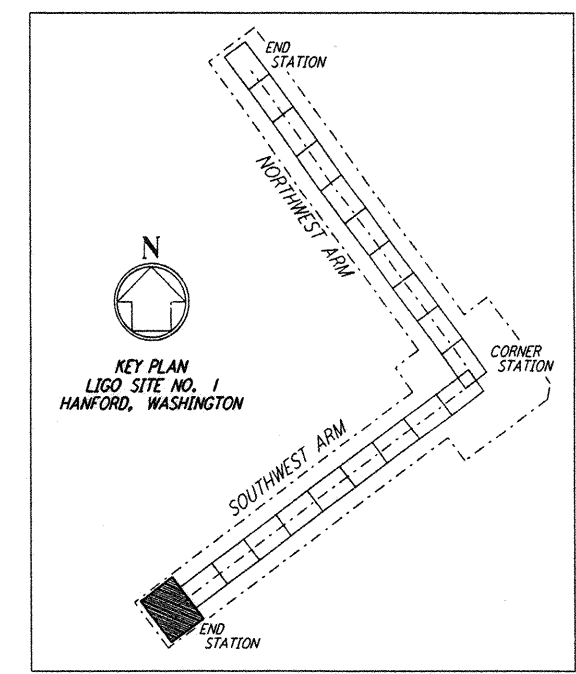 END
STATION
NORTHWEST ARM
N
KEY PLAN
LIGO SITE NO. 1
HANFORD, WASHINGTON
CORNER
STATION
SOUTHWEST ARM
END
STATION